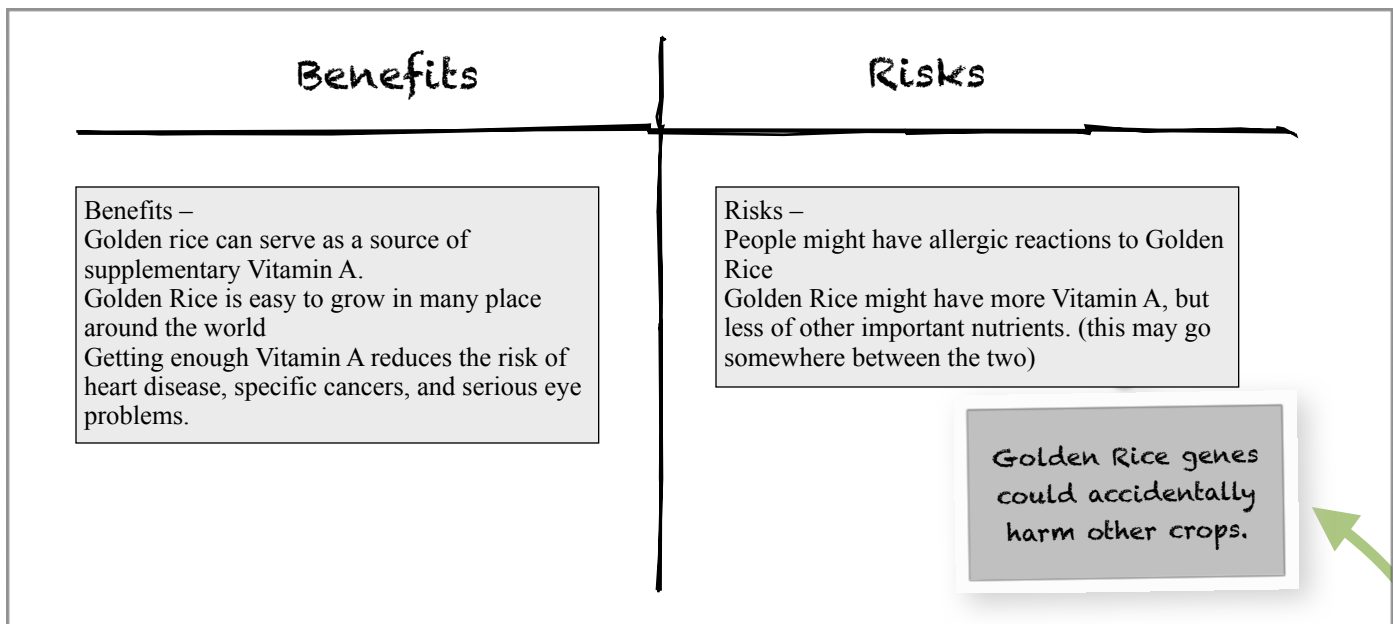 Benefits
Risks
Benefits –
Golden rice can serve as a source of
supplementary Vitamin A.
Golden Rice is easy to grow in many place
around the world
Getting enough Vitamin A reduces the risk of
heart disease, specific cancers, and serious eye
problems.
Risks –
People might have allergic reactions to Golden
Rice
Golden Rice might have more Vitamin A, but
less of other important nutrients. (this may go
somewhere between the two)
Golden Rice genes
could accidentally
harm other crops.